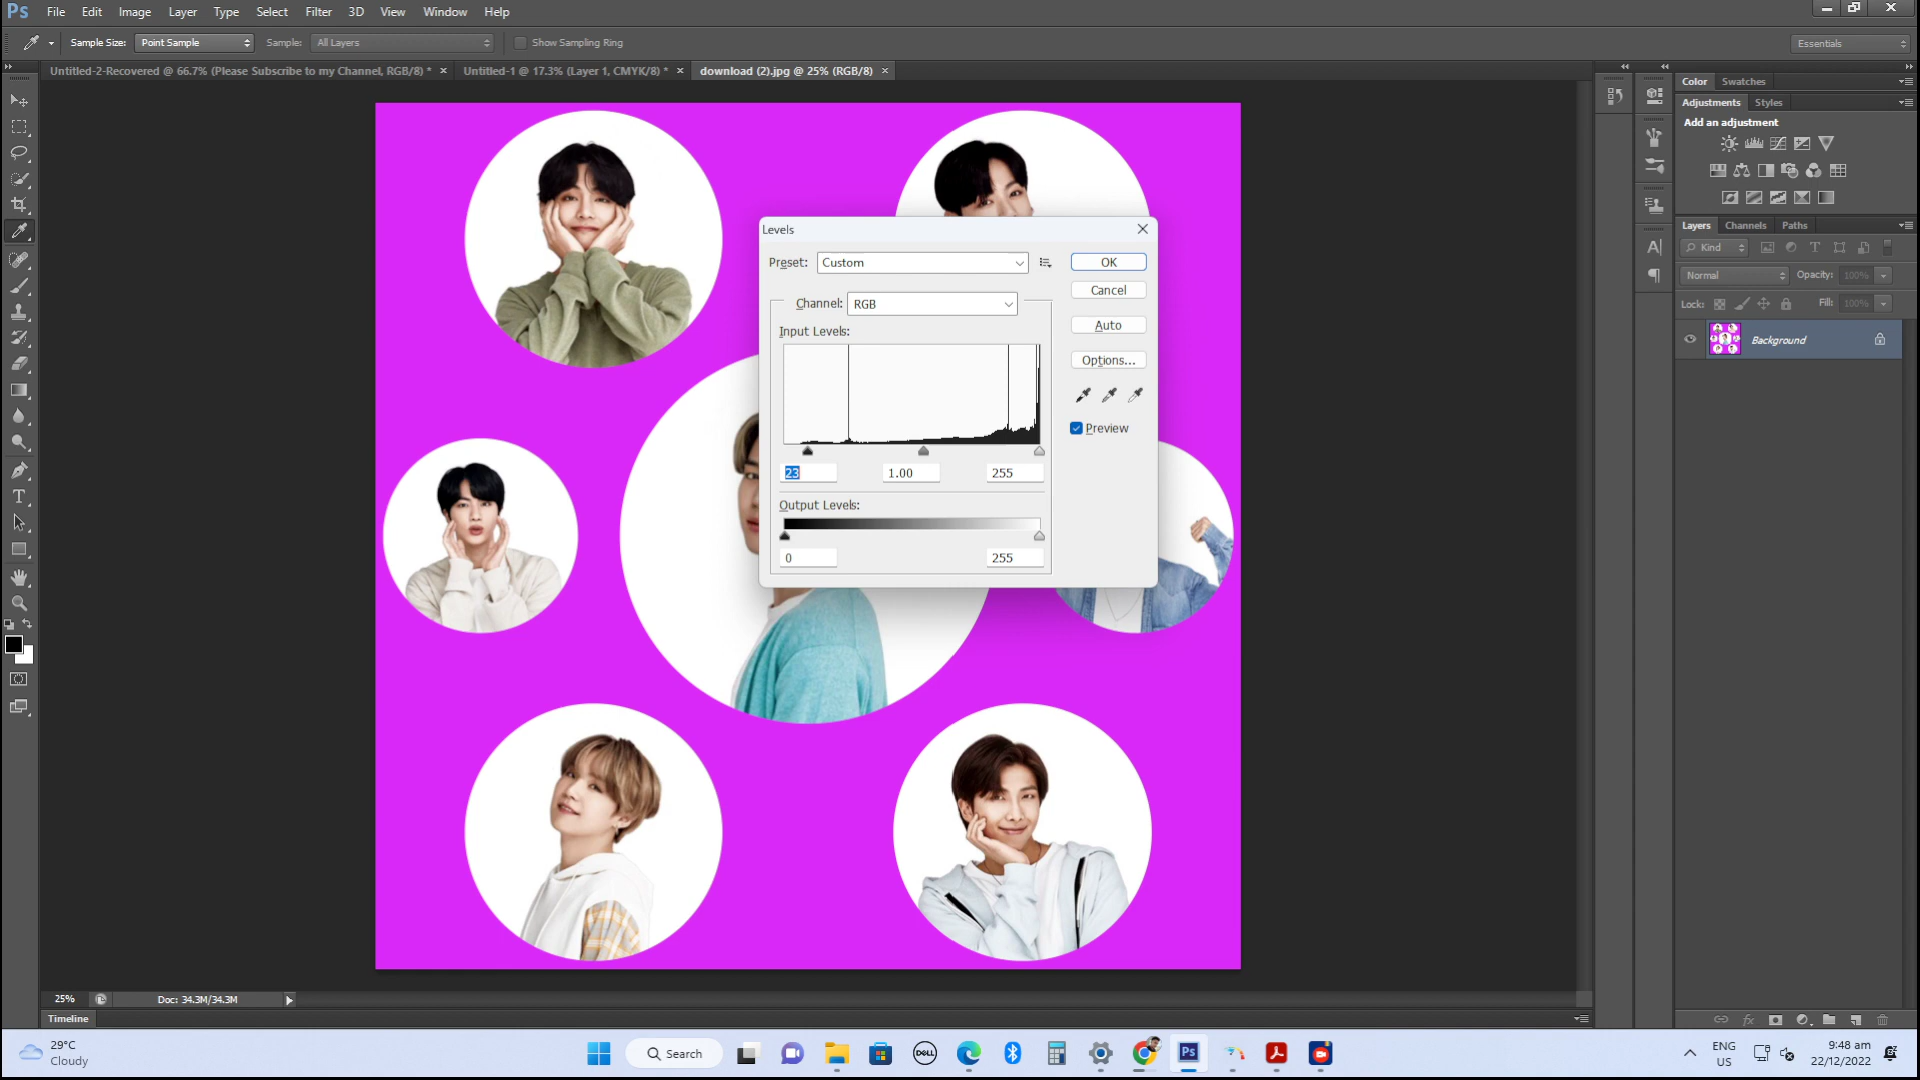 Ps File Edit Image Layer Type Select Filter 3D View Window Help
Sample Size: Point Sample Sample: All Layers Show Sampling Ring Essentials
Untitled-2-Recovered @ 66.7% (Please Subscribe to my Channel, RGB/8) * × Untitled-1 @ 17.3% (Layer 1, CMYK/8) * × download (2).jpg @ 25% (RGB/8) ×
Color Swatches
Adjustments Styles
Add an adjustment
Layers Channels Paths
Kind
Normal Opacity: 100%
Lock: Fill: 100%
Background
Levels
Preset: Custom OK
Cancel
Channel: RGB
Auto
Input Levels:
Options...
Preview
23 1.00 255
Output Levels:
0 255
25% Doc: 34.3M/34.3M
Timeline
29°C
Cloudy
Search
DELL
Ps
ENG
US
9:48 am
22/12/2022